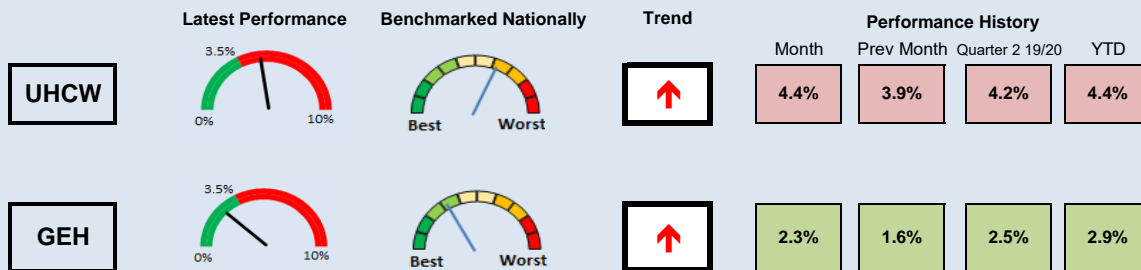 Latest Performance Benchmarked Nationally Trend Performance History
Month Prev Month Quarter 2 19/20 YTD
UHCW
3.5%
0% 10%
Best Worst
4.4% 3.9% 4.2% 4.4%
GEH
3.5%
0% 10%
Best Worst
2.3% 1.6% 2.5% 2.9%